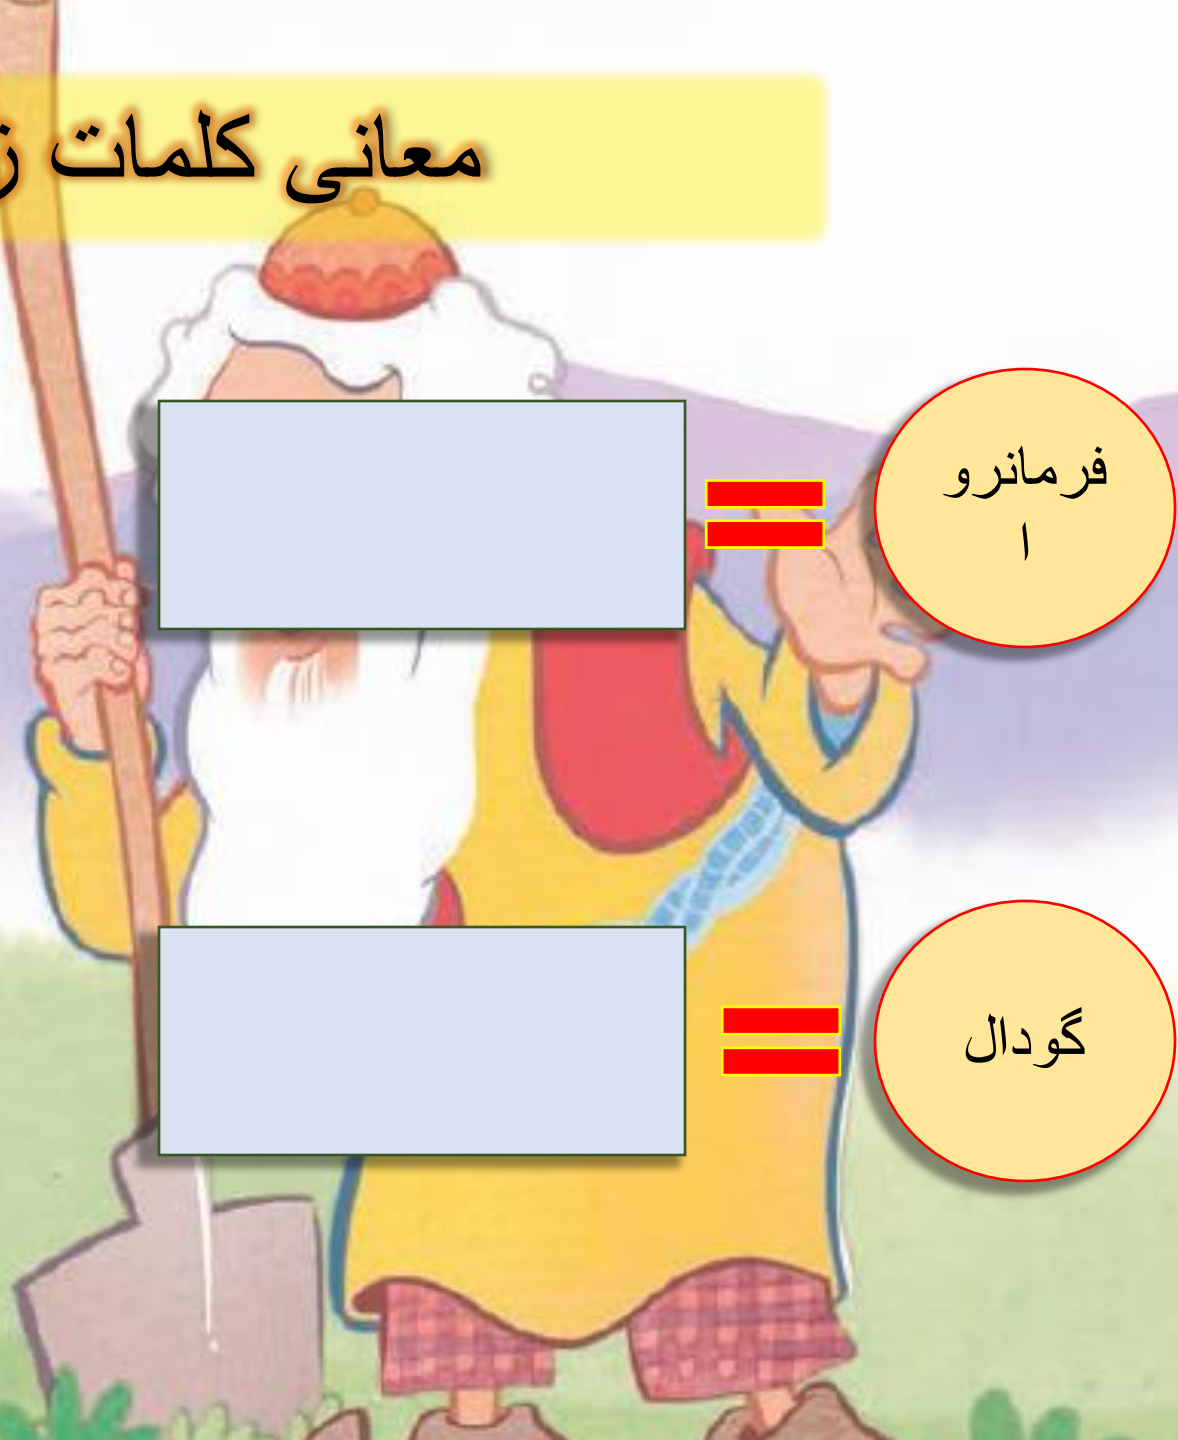 معانی کلمات ز
فرمانرو
ا
گودال